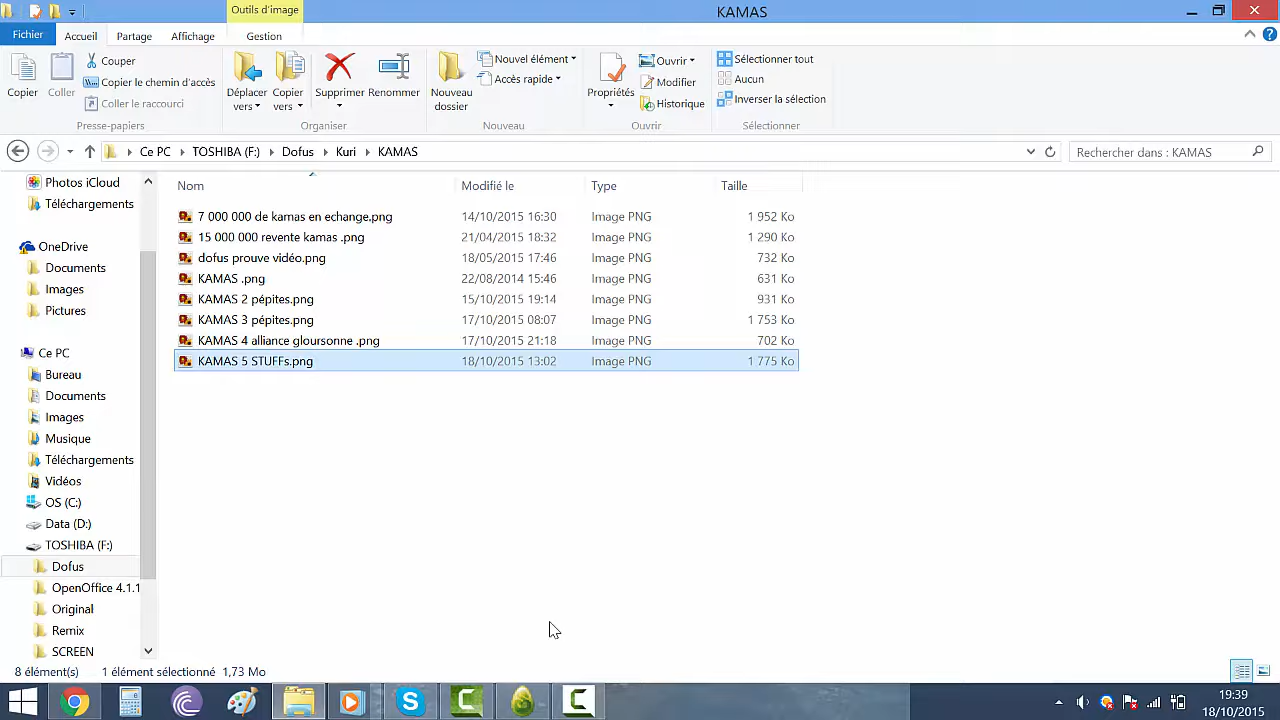 Outils d'image
KAMAS
Fichier Accueil Partage Affichage Gestion
Copier
Coller
Couper
Copier le chemin d'accès
Coller le raccourci
Presse-papiers
Déplacer vers
Copier vers
Supprimer
Renommer
Organiser
Nouveau dossier
Nouvel élément
Accès rapide
Nouveau
Propriétés
Ouvrir
Modifier
Historique
Ouvrir
Sélectionner tout
Aucun
Inverser la sélection
Sélectionner
Ce PC TOSHIBA (F:) Dofus Kuri KAMAS
Rechercher dans : KAMAS
Photos iCloud
Téléchargements
OneDrive
Documents
Images
Pictures
Ce PC
Bureau
Documents
Images
Musique
Téléchargements
Vidéos
OS (C:)
Data (D:)
TOSHIBA (F:)
Dofus
OpenOffice 4.1.1
Original
Remix
SCREEN
Nom Modifié le Type Taille
7 000 000 de kamas en echange.png 14/10/2015 16:30 Image PNG 1 952 Ko
15 000 000 revente kamas .png 21/04/2015 18:32 Image PNG 1 290 Ko
dofus prouve vidéo.png 18/05/2015 17:46 Image PNG 732 Ko
KAMAS .png 22/08/2014 15:46 Image PNG 631 Ko
KAMAS 2 pépites.png 15/10/2015 19:14 Image PNG 931 Ko
KAMAS 3 pépites.png 17/10/2015 08:07 Image PNG 1 753 Ko
KAMAS 4 alliance gloursonne .png 17/10/2015 21:18 Image PNG 702 Ko
KAMAS 5 STUFFs.png 18/10/2015 13:02 Image PNG 1 775 Ko
8 élément(s) 1 élément sélectionné 1,73 Mo
19:39
18/10/2015